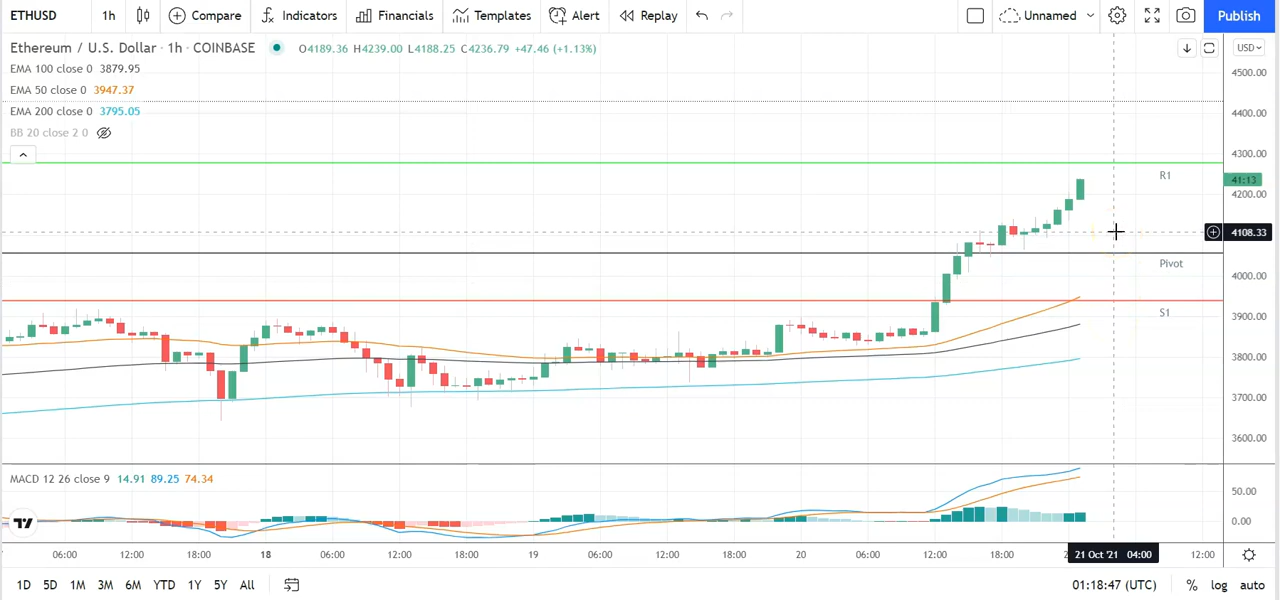 ETHUSD 1h Compare Indicators Financials Templates Alert Replay Unnamed Publish
Ethereum / U.S. Dollar · 1h · COINBASE O4189.36 H4239.00 L4188.25 C4236.79 +47.46 (+1.13%) USD
EMA 100 close 0 3879.95
EMA 50 close 0 3947.37
EMA 200 close 0 3795.05
BB 20 close 2 0
4500.00
4400.00
4300.00
R1
41:13
4200.00
4108.33
Pivot
4000.00
S1
3900.00
3800.00
3700.00
3600.00
MACD 12 26 close 9 14.91 89.25 74.34
50.00
0.00
06:00 12:00 18:00 18 06:00 12:00 18:00 19 06:00 12:00 18:00 20 06:00 12:00 18:00 21 Oct '21 04:00 12:00
1D 5D 1M 3M 6M YTD 1Y 5Y All 01:18:47 (UTC) % log auto